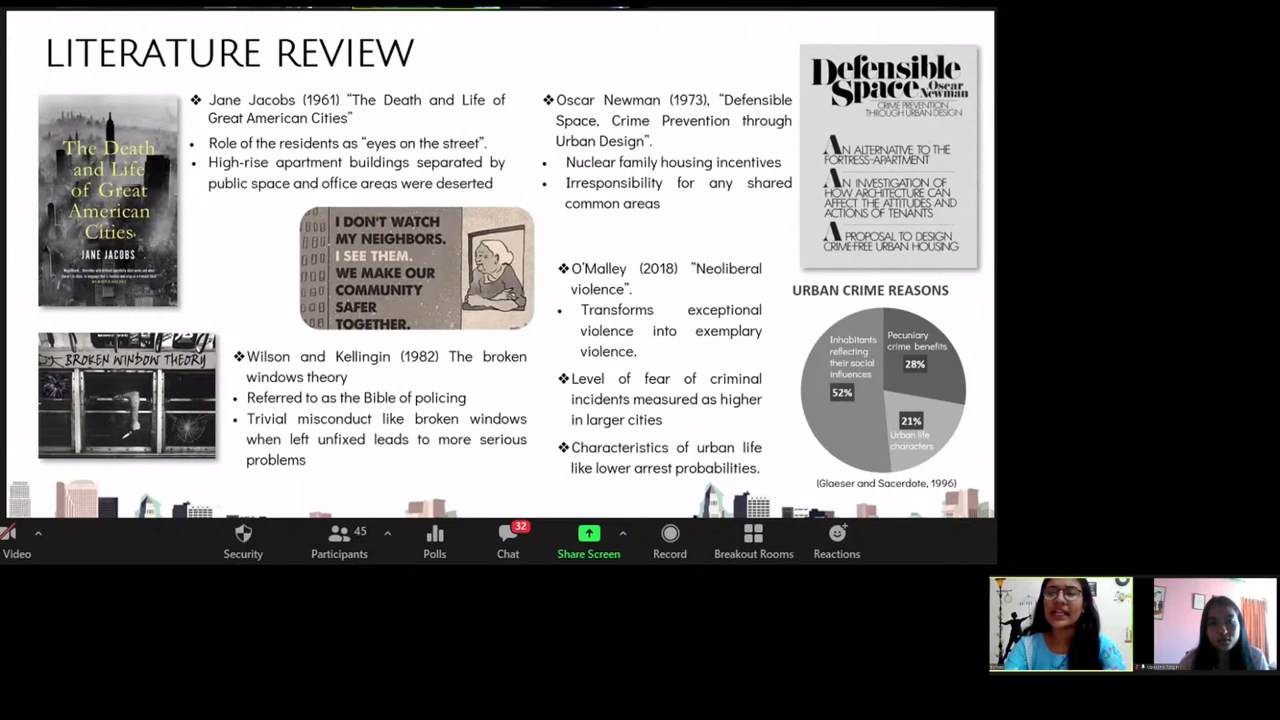 LITERATURE REVIEW
The Death
and Life
of Great
American
Cities
JANE JACOBS
❖ Jane Jacobs (1961) “The Death and Life of
Great American Cities”
• Role of the residents as “eyes on the street”.
• High-rise apartment buildings separated by
public space and office areas were deserted
I DON'T WATCH
MY NEIGHBORS.
I SEE THEM.
WE MAKE OUR
COMMUNITY
SAFER
TOGETHER.
BROKEN WINDOW THEORY
❖Wilson and Kellingin (1982) The broken
windows theory
• Referred to as the Bible of policing
• Trivial misconduct like broken windows
when left unfixed leads to more serious
problems
❖Oscar Newman (1973), “Defensible
Space, Crime Prevention through
Urban Design”.
• Nuclear family housing incentives
• Irresponsibility for any shared
common areas
❖O’Malley (2018) "Neoliberal
violence”.
• Transforms exceptional
violence into exemplary
violence.
❖Level of fear of criminal
incidents measured as higher
in larger cities
❖Characteristics of urban life
like lower arrest probabilities.
Defensible
Space Oscar
Newman
CRIME PREVENTION
THROUGH URBAN DESIGN
AN ALTERNATIVE TO THE
FORTRESS-APARTMENT
AN INVESTIGATION OF
HOW ARCHITECTURE CAN
AFFECT THE ATTITUDES AND
ACTIONS OF TENANTS
A PROPOSAL TO DESIGN
CRIME-FREE URBAN HOUSING
URBAN CRIME REASONS
Inhabitants
reflecting
their social
influences
52%
Pecuniary
crime benefits
28%
21%
Urban life
characters
(Glaeser and Sacerdote, 1996)
Video
Security
45
Participants
Polls
32
Chat
Share Screen
Record
Breakout Rooms
Reactions